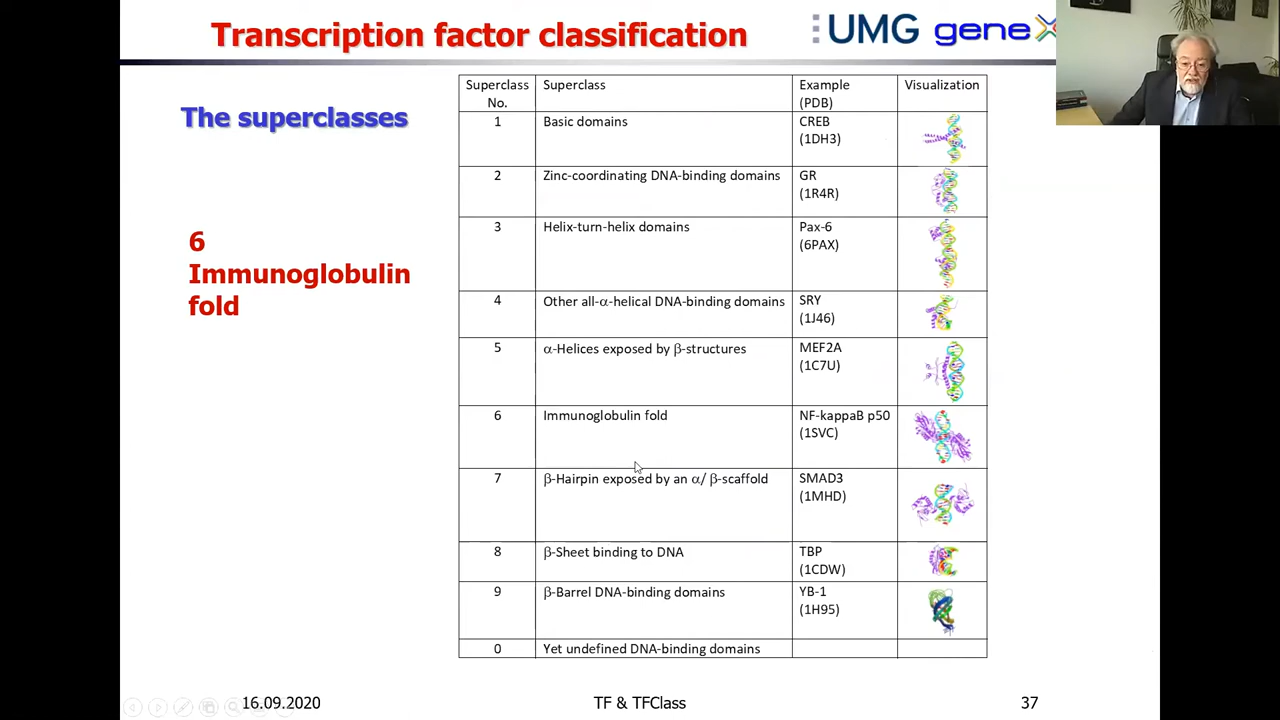 Transcription factor classification
UMG geneX
The superclasses
6
Immunoglobulin
fold
Superclass No. Superclass Example (PDB) Visualization
1 Basic domains CREB (1DH3)
2 Zinc-coordinating DNA-binding domains GR (1R4R)
3 Helix-turn-helix domains Pax-6 (6PAX)
4 Other all-α-helical DNA-binding domains SRY (1J46)
5 α-Helices exposed by β-structures MEF2A (1C7U)
6 Immunoglobulin fold NF-kappaB p50 (1SVC)
7 β-Hairpin exposed by an α/ β-scaffold SMAD3 (1MHD)
8 β-Sheet binding to DNA TBP (1CDW)
9 β-Barrel DNA-binding domains YB-1 (1H95)
0 Yet undefined DNA-binding domains
16.09.2020 TF & TFClass 37